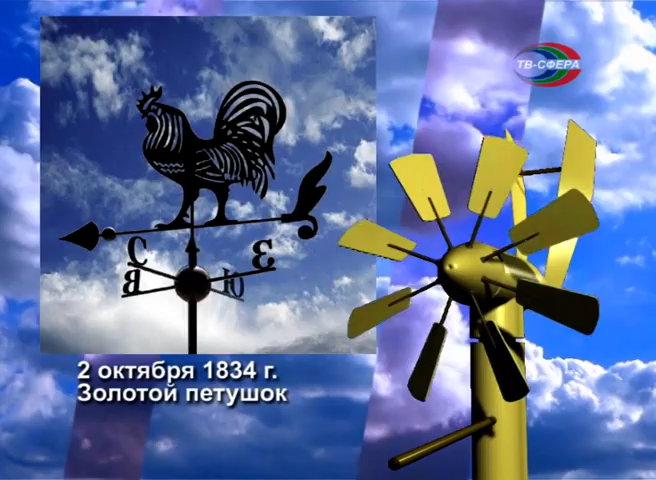 ТВ-СФЕРА
С
З
В
Ю
2 октября 1834 г.
Золотой петушок